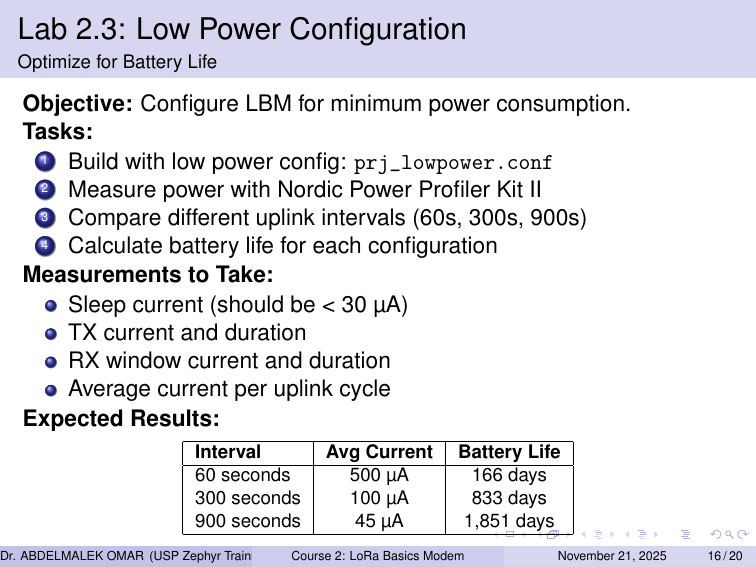 Lab 2.3: Low Power Configuration
Optimize for Battery Life
Objective: Configure LBM for minimum power consumption.
Tasks:
1 Build with low power config: prj_lowpower.conf
2 Measure power with Nordic Power Profiler Kit II
3 Compare different uplink intervals (60s, 300s, 900s)
4 Calculate battery life for each configuration
Measurements to Take:
Sleep current (should be < 30 µA)
TX current and duration
RX window current and duration
Average current per uplink cycle
Expected Results:
Interval Avg Current Battery Life
60 seconds 500 µA 166 days
300 seconds 100 µA 833 days
900 seconds 45 µA 1,851 days
Dr. ABDELMALEK OMAR (USP Zephyr Train Course 2: LoRa Basics Modem November 21, 2025 16 / 20